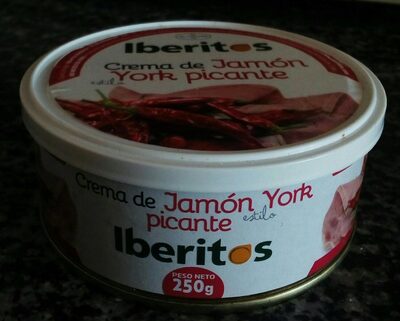 Iberitos
Crema de Jamón
estilo York picante
Crema de Jamón York
picante estilo
Iberitos
PESO NETO
250g